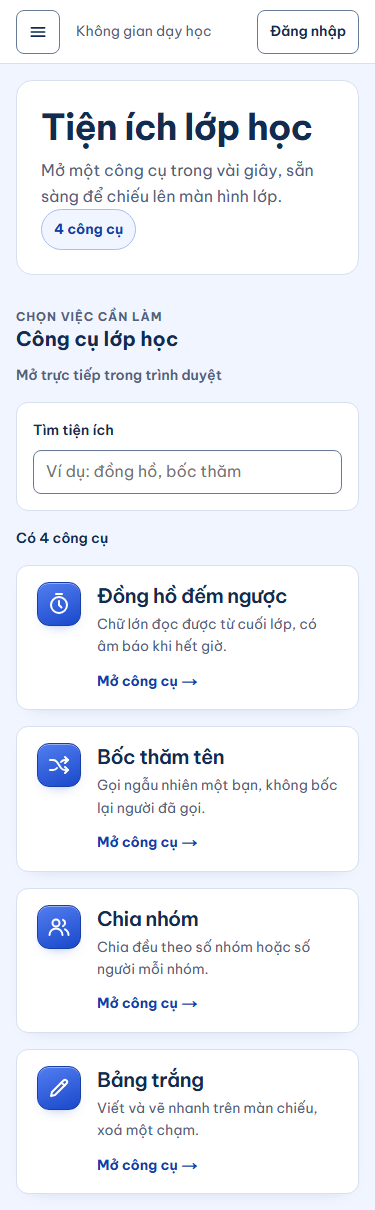 Không gian dạy học
Đăng nhập
Tiện ích lớp học
Mở một công cụ trong vài giây, sẵn
sàng để chiếu lên màn hình lớp.
4 công cụ
CHỌN VIỆC CẦN LÀM
Công cụ lớp học
Mở trực tiếp trong trình duyệt
Tìm tiện ích
Ví dụ: đồng hồ, bốc thăm
Có 4 công cụ
Đồng hồ đếm ngược
Chữ lớn đọc được từ cuối lớp, có
âm báo khi hết giờ.
Mở công cụ →
Bốc thăm tên
Gọi ngẫu nhiên một bạn, không bốc
lại người đã gọi.
Mở công cụ →
Chia nhóm
Chia đều theo số nhóm hoặc số
người mỗi nhóm.
Mở công cụ →
Bảng trắng
Viết và vẽ nhanh trên màn chiếu,
xoá một chạm.
Mở công cụ →